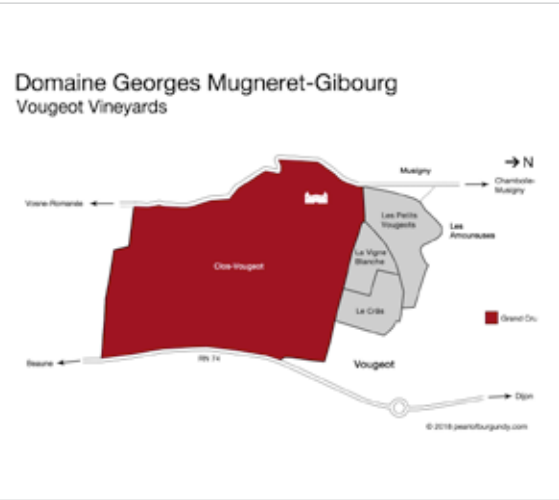 Domaine Georges Mugneret-Gibourg
Vougeot Vineyards
N
Musigny
Chambolle-
Musigny
Vosne-Romanée
Les Petits
Vougeots
Les
Amoureuses
La Vigne
Blanche
Clos-Vougeot
Le Crâs
Grand Cru
RN 74
Beaune
Vougeot
Dijon
© 2018 pearlofburgundy.com